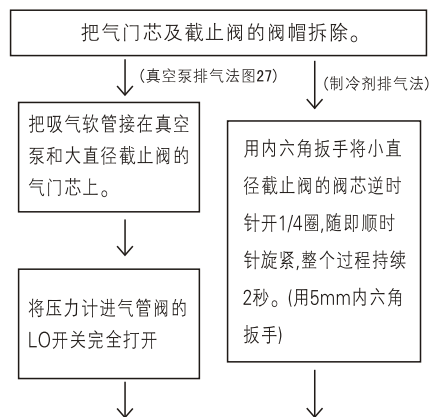 把气门芯及截止阀的阀帽拆除。
(真空泵排气法图27)
(制冷剂排气法)
把吸气软管接在真空
泵和大直径截止阀的
气门芯上。
将压力计进气管阀的
LO开关完全打开
用内六角扳手将小直
径截止阀的阀芯逆时
针开1/4圈,随即顺时
针旋紧,整个过程持续
2秒。(用5mm内六角
扳手)